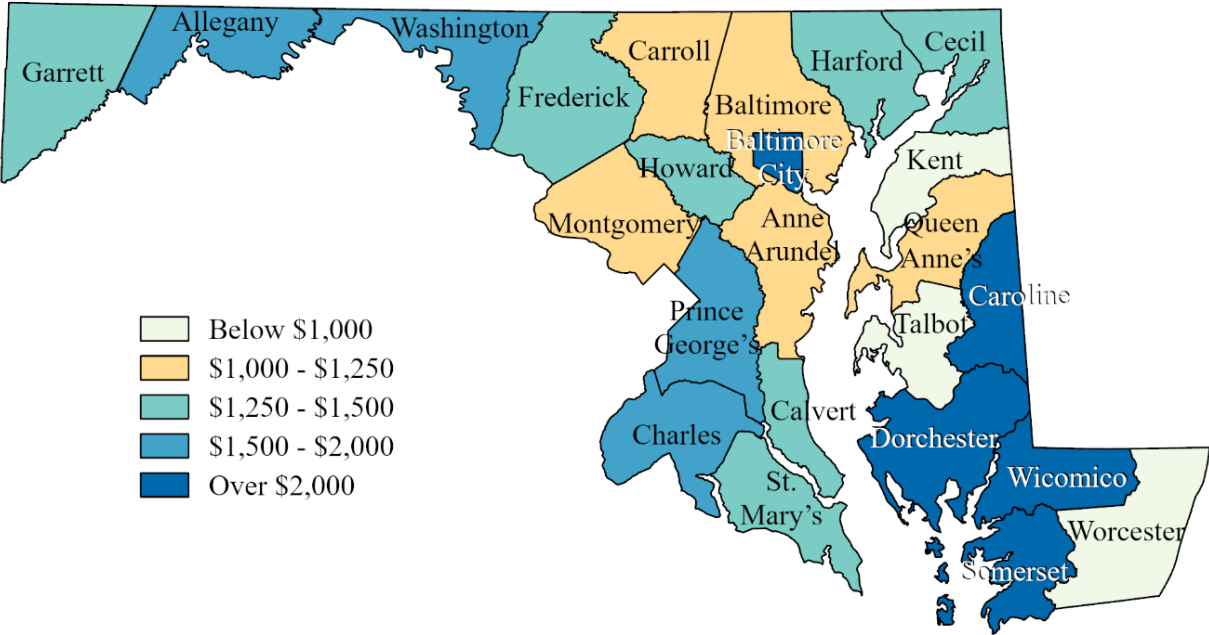 Allegany
Washington
Garrett
Frederick
Carroll
Baltimore
Baltimore
City
Harford
Cecil
Howard
Kent
Montgomery
Anne
Arundel
Queen
Anne's
Caroline
Prince
George's
Talbot
Calvert
Charles
Dorchester
St.
Mary's
Wicomico
Worcester
Somerset
Below $1,000
$1,000 - $1,250
$1,250 - $1,500
$1,500 - $2,000
Over $2,000